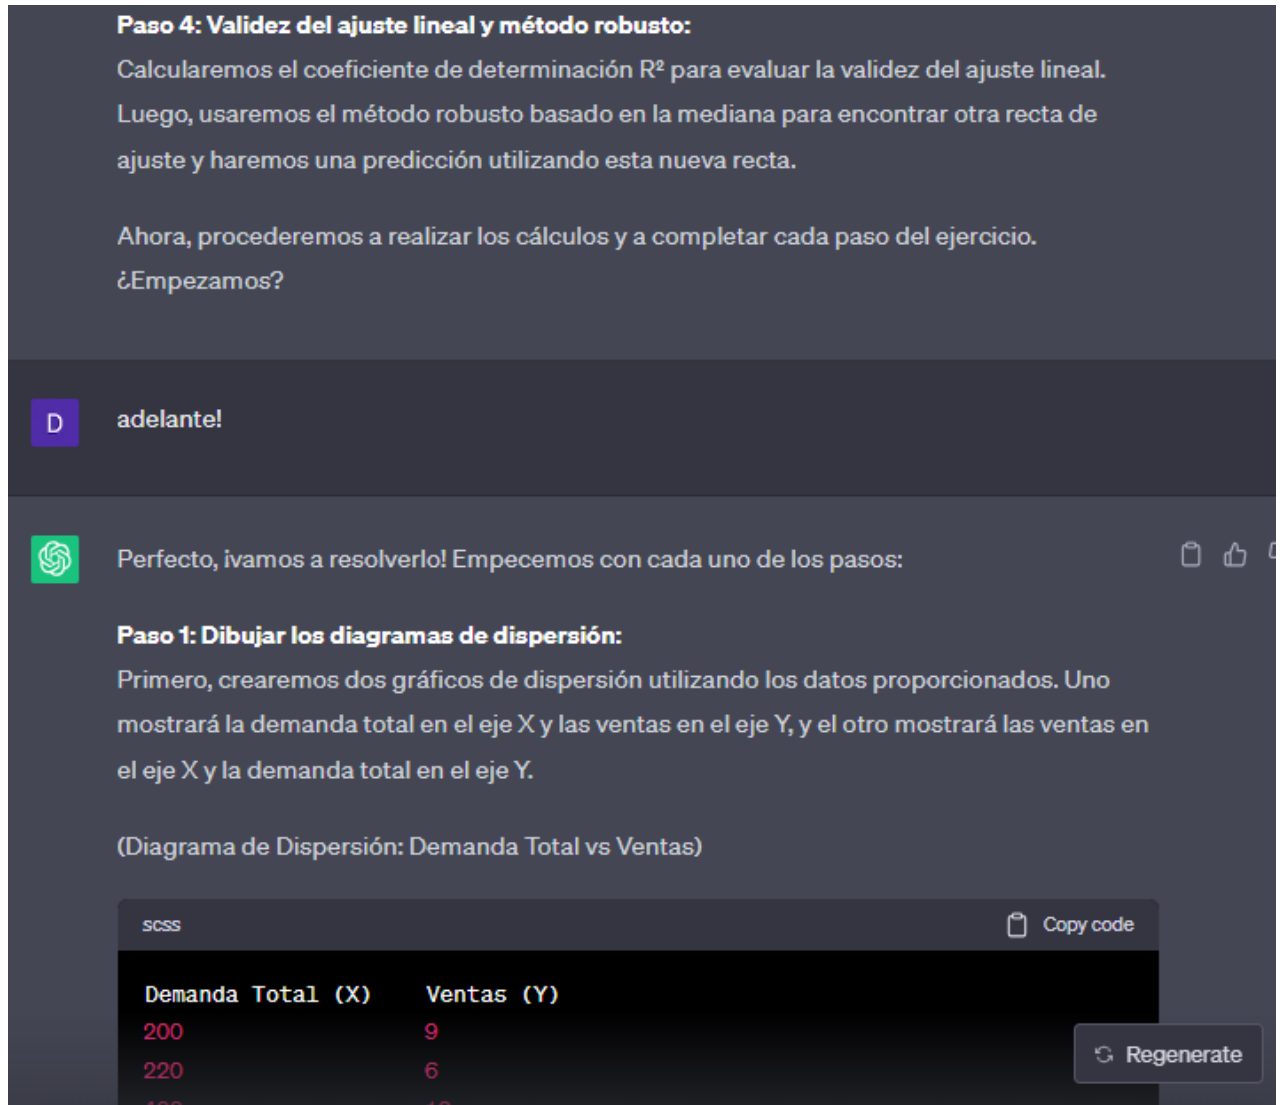 Paso 4: Validez del ajuste lineal y método robusto:
Calcularemos el coeficiente de determinación R² para evaluar la validez del ajuste lineal.
Luego, usaremos el método robusto basado en la mediana para encontrar otra recta de
ajuste y haremos una predicción utilizando esta nueva recta.
Ahora, procederemos a realizar los cálculos y a completar cada paso del ejercicio.
¿Empezamos?
D
adelante!
Perfecto, ¡vamos a resolverlo! Empecemos con cada uno de los pasos:
Paso 1: Dibujar los diagramas de dispersión:
Primero, crearemos dos gráficos de dispersión utilizando los datos proporcionados. Uno
mostrará la demanda total en el eje X y las ventas en el eje Y, y el otro mostrará las ventas en
el eje X y la demanda total en el eje Y.
(Diagrama de Dispersión: Demanda Total vs Ventas)
scss Copy code
Demanda Total (X) Ventas (Y)
200 9
220 6
Regenerate